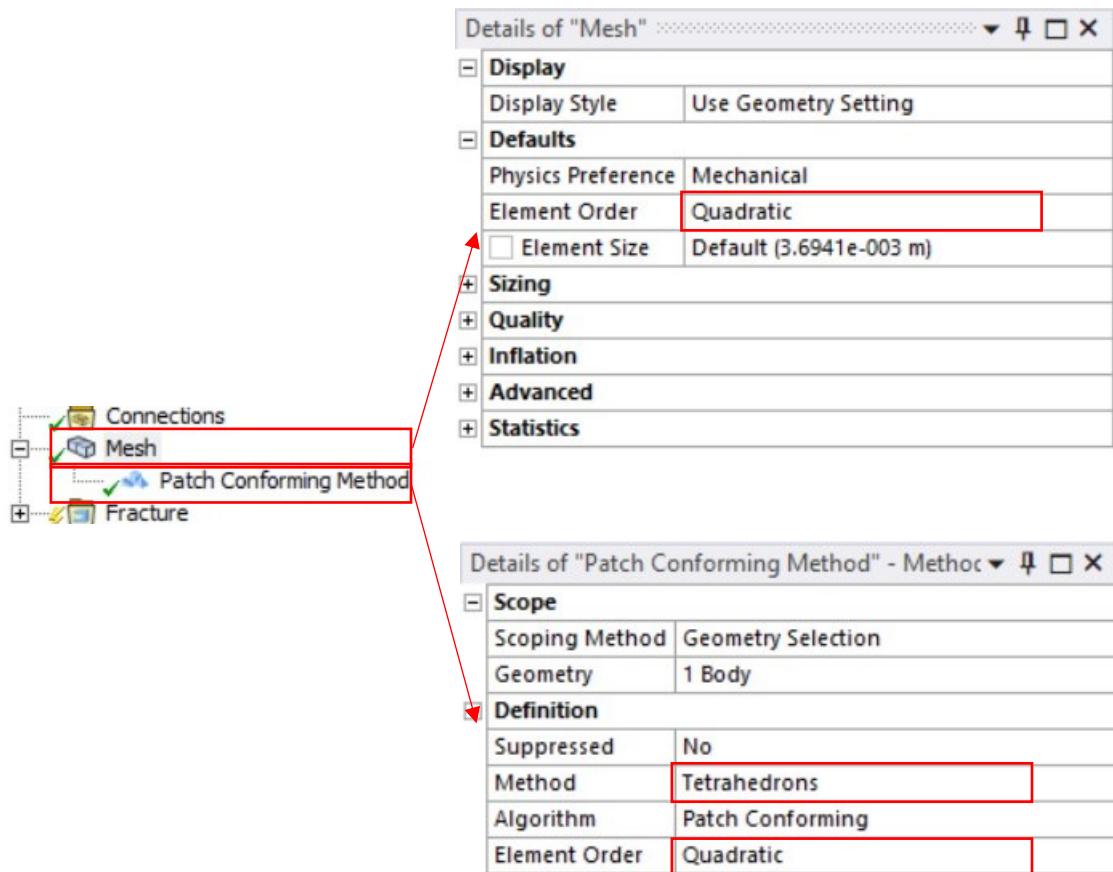 Details of "Mesh"
Display
Display Style Use Geometry Setting
Defaults
Physics Preference Mechanical
Element Order Quadratic
Element Size Default (3.6941e-003 m)
Sizing
Quality
Inflation
Advanced
Statistics
Connections
Mesh
Patch Conforming Method
Fracture
Details of "Patch Conforming Method" - Methoc
Scope
Scoping Method Geometry Selection
Geometry 1 Body
Definition
Suppressed No
Method Tetrahedrons
Algorithm Patch Conforming
Element Order Quadratic